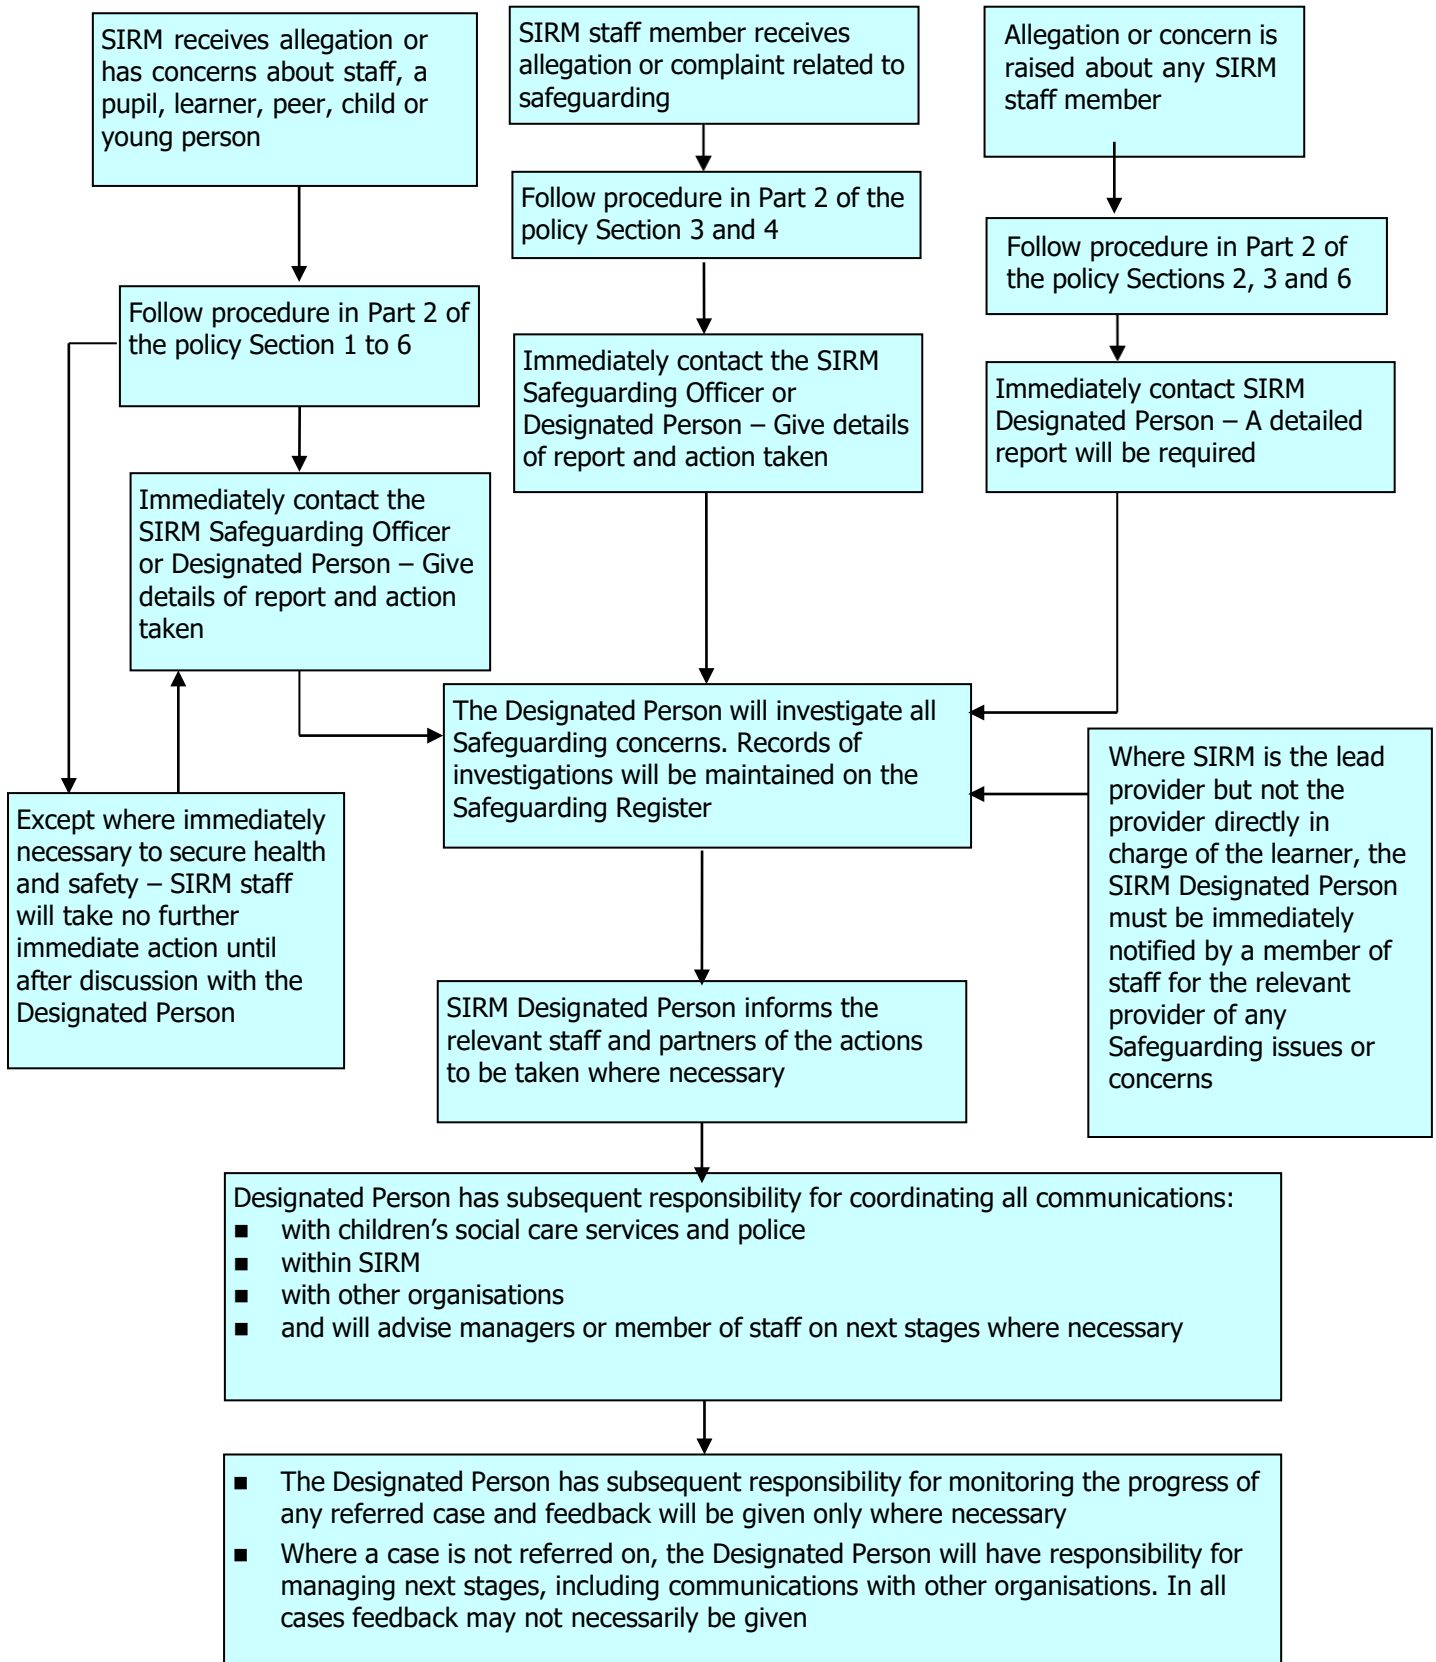 SIRM receives allegation or
has concerns about staff, a
pupil, learner, peer, child or
young person
SIRM staff member receives
allegation or complaint related to
safeguarding
Allegation or concern is
raised about any SIRM
staff member
Follow procedure in Part 2 of the
policy Section 3 and 4
Follow procedure in Part 2 of
the policy Sections 2, 3 and 6
Follow procedure in Part 2 of
the policy Section 1 to 6
Immediately contact the SIRM
Safeguarding Officer or
Designated Person – Give details
of report and action taken
Immediately contact SIRM
Designated Person – A detailed
report will be required
Immediately contact the
SIRM Safeguarding Officer
or Designated Person – Give
details of report and action
taken
The Designated Person will investigate all
Safeguarding concerns. Records of
investigations will be maintained on the
Safeguarding Register
Where SIRM is the lead
provider but not the
provider directly in
charge of the learner, the
SIRM Designated Person
must be immediately
notified by a member of
staff for the relevant
provider of any
Safeguarding issues or
concerns
Except where immediately
necessary to secure health
and safety – SIRM staff
will take no further
immediate action until
after discussion with the
Designated Person
SIRM Designated Person informs the
relevant staff and partners of the actions
to be taken where necessary
Designated Person has subsequent responsibility for coordinating all communications:
■ with children’s social care services and police
■ within SIRM
■ with other organisations
■ and will advise managers or member of staff on next stages where necessary
■ The Designated Person has subsequent responsibility for monitoring the progress of
any referred case and feedback will be given only where necessary
■ Where a case is not referred on, the Designated Person will have responsibility for
managing next stages, including communications with other organisations. In all
cases feedback may not necessarily be given